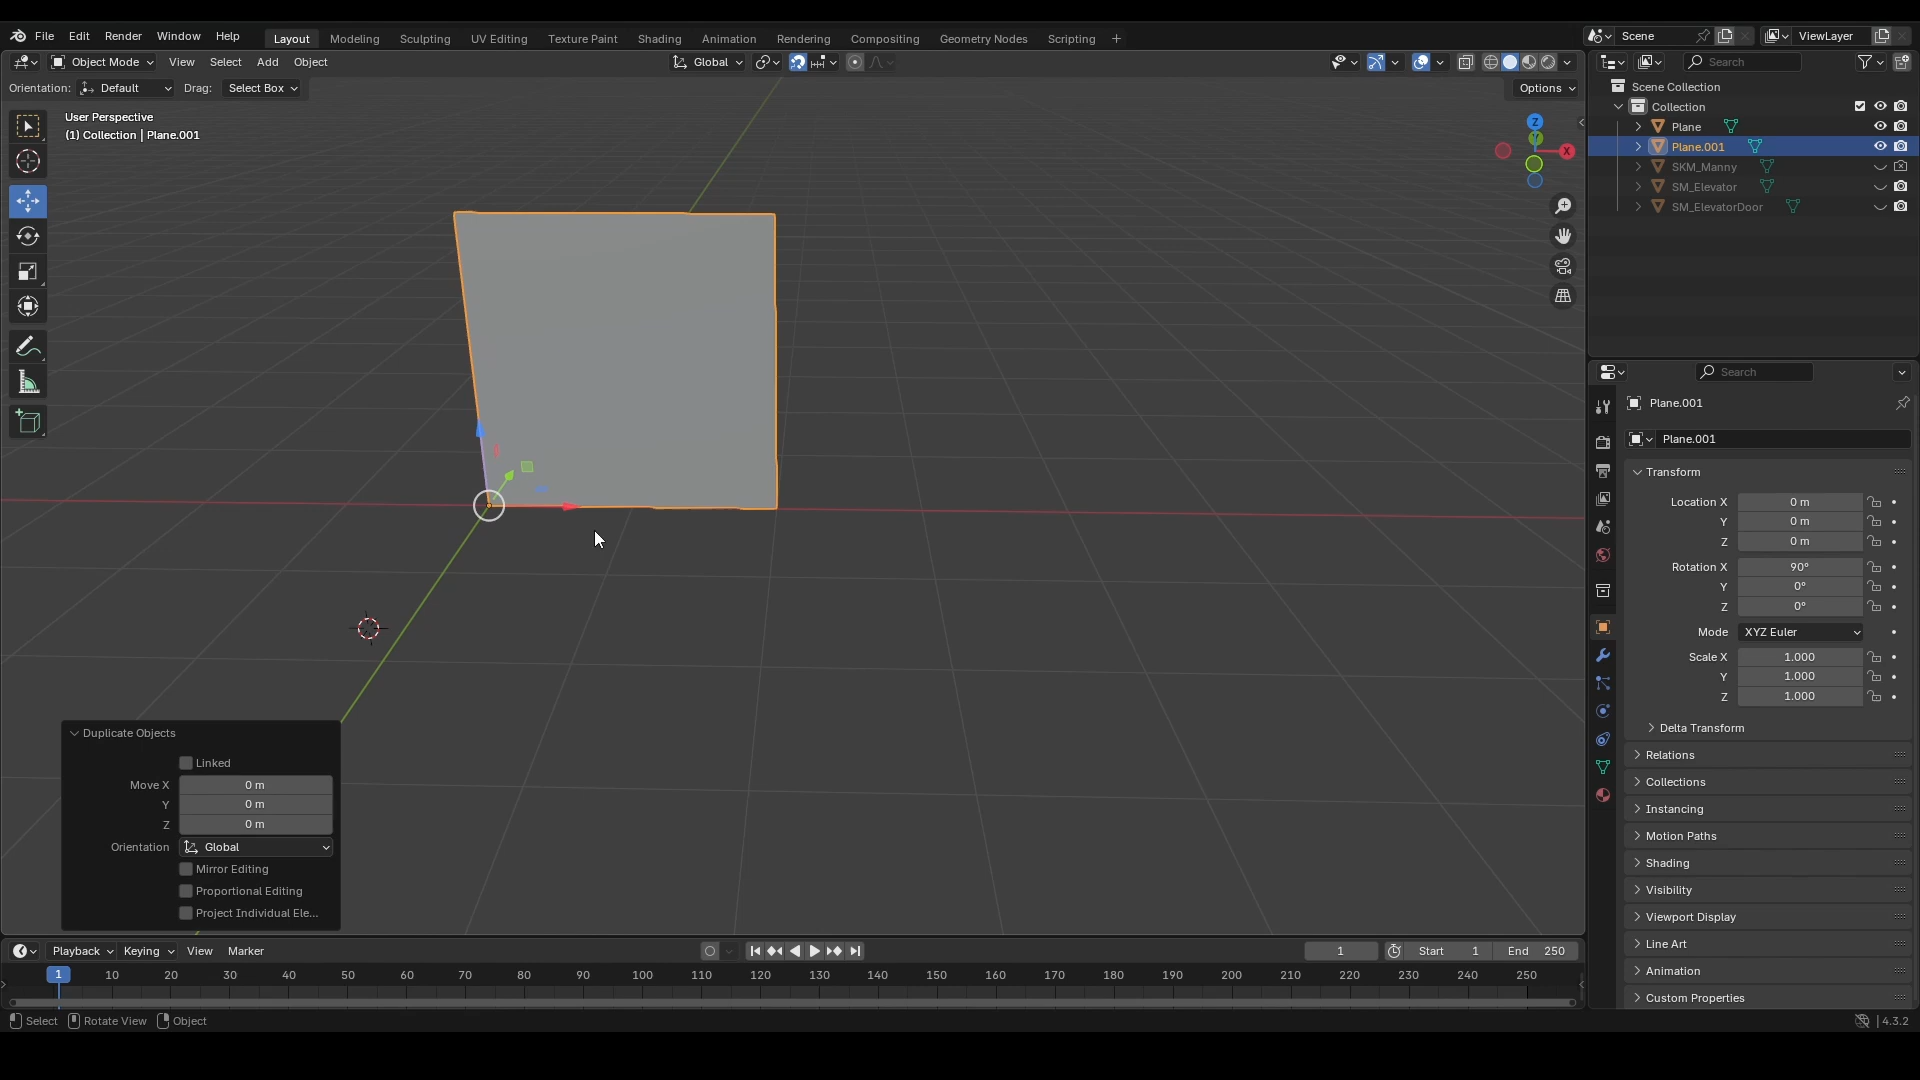 File Edit Render Window Help Layout Modeling Sculpting UV Editing Texture Paint Shading Animation Rendering Compositing Geometry Nodes Scripting + Scene ViewLayer
Object Mode View Select Add Object Global Search
Orientation: Default Drag: Select Box Options
User Perspective
(1) Collection | Plane.001
Z
Y
X
Scene Collection
Collection
Plane
Plane.001
SKM_Manny
SM_Elevator
SM_ElevatorDoor
Search
Plane.001
Plane.001
Transform
Location X 0 m
Y 0 m
Z 0 m
Rotation X 90°
Y 0°
Z 0°
Mode XYZ Euler
Scale X 1.000
Y 1.000
Z 1.000
Delta Transform
Relations
Collections
Instancing
Motion Paths
Shading
Visibility
Viewport Display
Line Art
Animation
Custom Properties
Duplicate Objects
Linked
Move X 0 m
Y 0 m
Z 0 m
Orientation Global
Mirror Editing
Proportional Editing
Project Individual Ele...
Playback Keying View Marker 1 Start 1 End 250
1 10 20 30 40 50 60 70 80 90 100 110 120 130 140 150 160 170 180 190 200 210 220 230 240 250
Select Rotate View Object 4.3.2